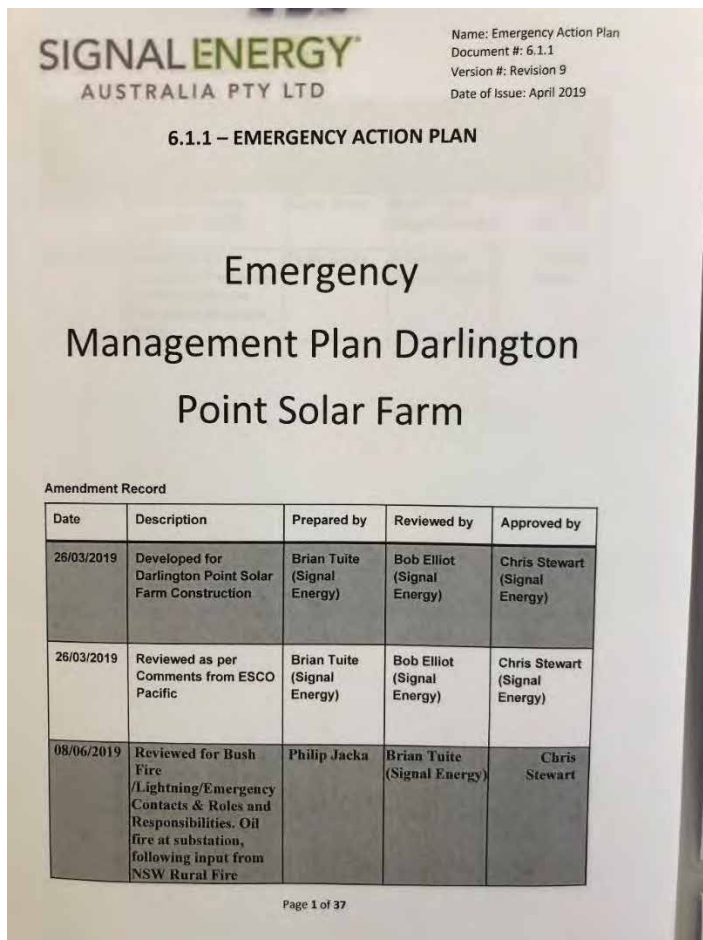 SIGNAL ENERGY
AUSTRALIA PTY LTD
Name: Emergency Action Plan
Document #: 6.1.1
Version #: Revision 9
Date of Issue: April 2019
6.1.1 – EMERGENCY ACTION PLAN
Emergency
Management Plan Darlington
Point Solar Farm
Amendment Record
Date Description Prepared by Reviewed by Approved by
26/03/2019
Developed for
Darlington Point Solar
Farm Construction
Brian Tuite
(Signal
Energy)
Bob Elliot
(Signal
Energy)
Chris Stewart
(Signal
Energy)
26/03/2019
Reviewed as per
Comments from ESCO
Pacific
Brian Tuite
(Signal
Energy)
Bob Elliot
(Signal
Energy)
Chris Stewart
(Signal
Energy)
08/06/2019
Reviewed for Bush
Fire
/Lightning/Emergency
Contacts & Roles and
Responsibilities. Oil
fire at substation,
following input from
NSW Rural Fire
Philip Jacka
Brian Tuite
(Signal Energy)
Chris
Stewart
Page 1 of 37